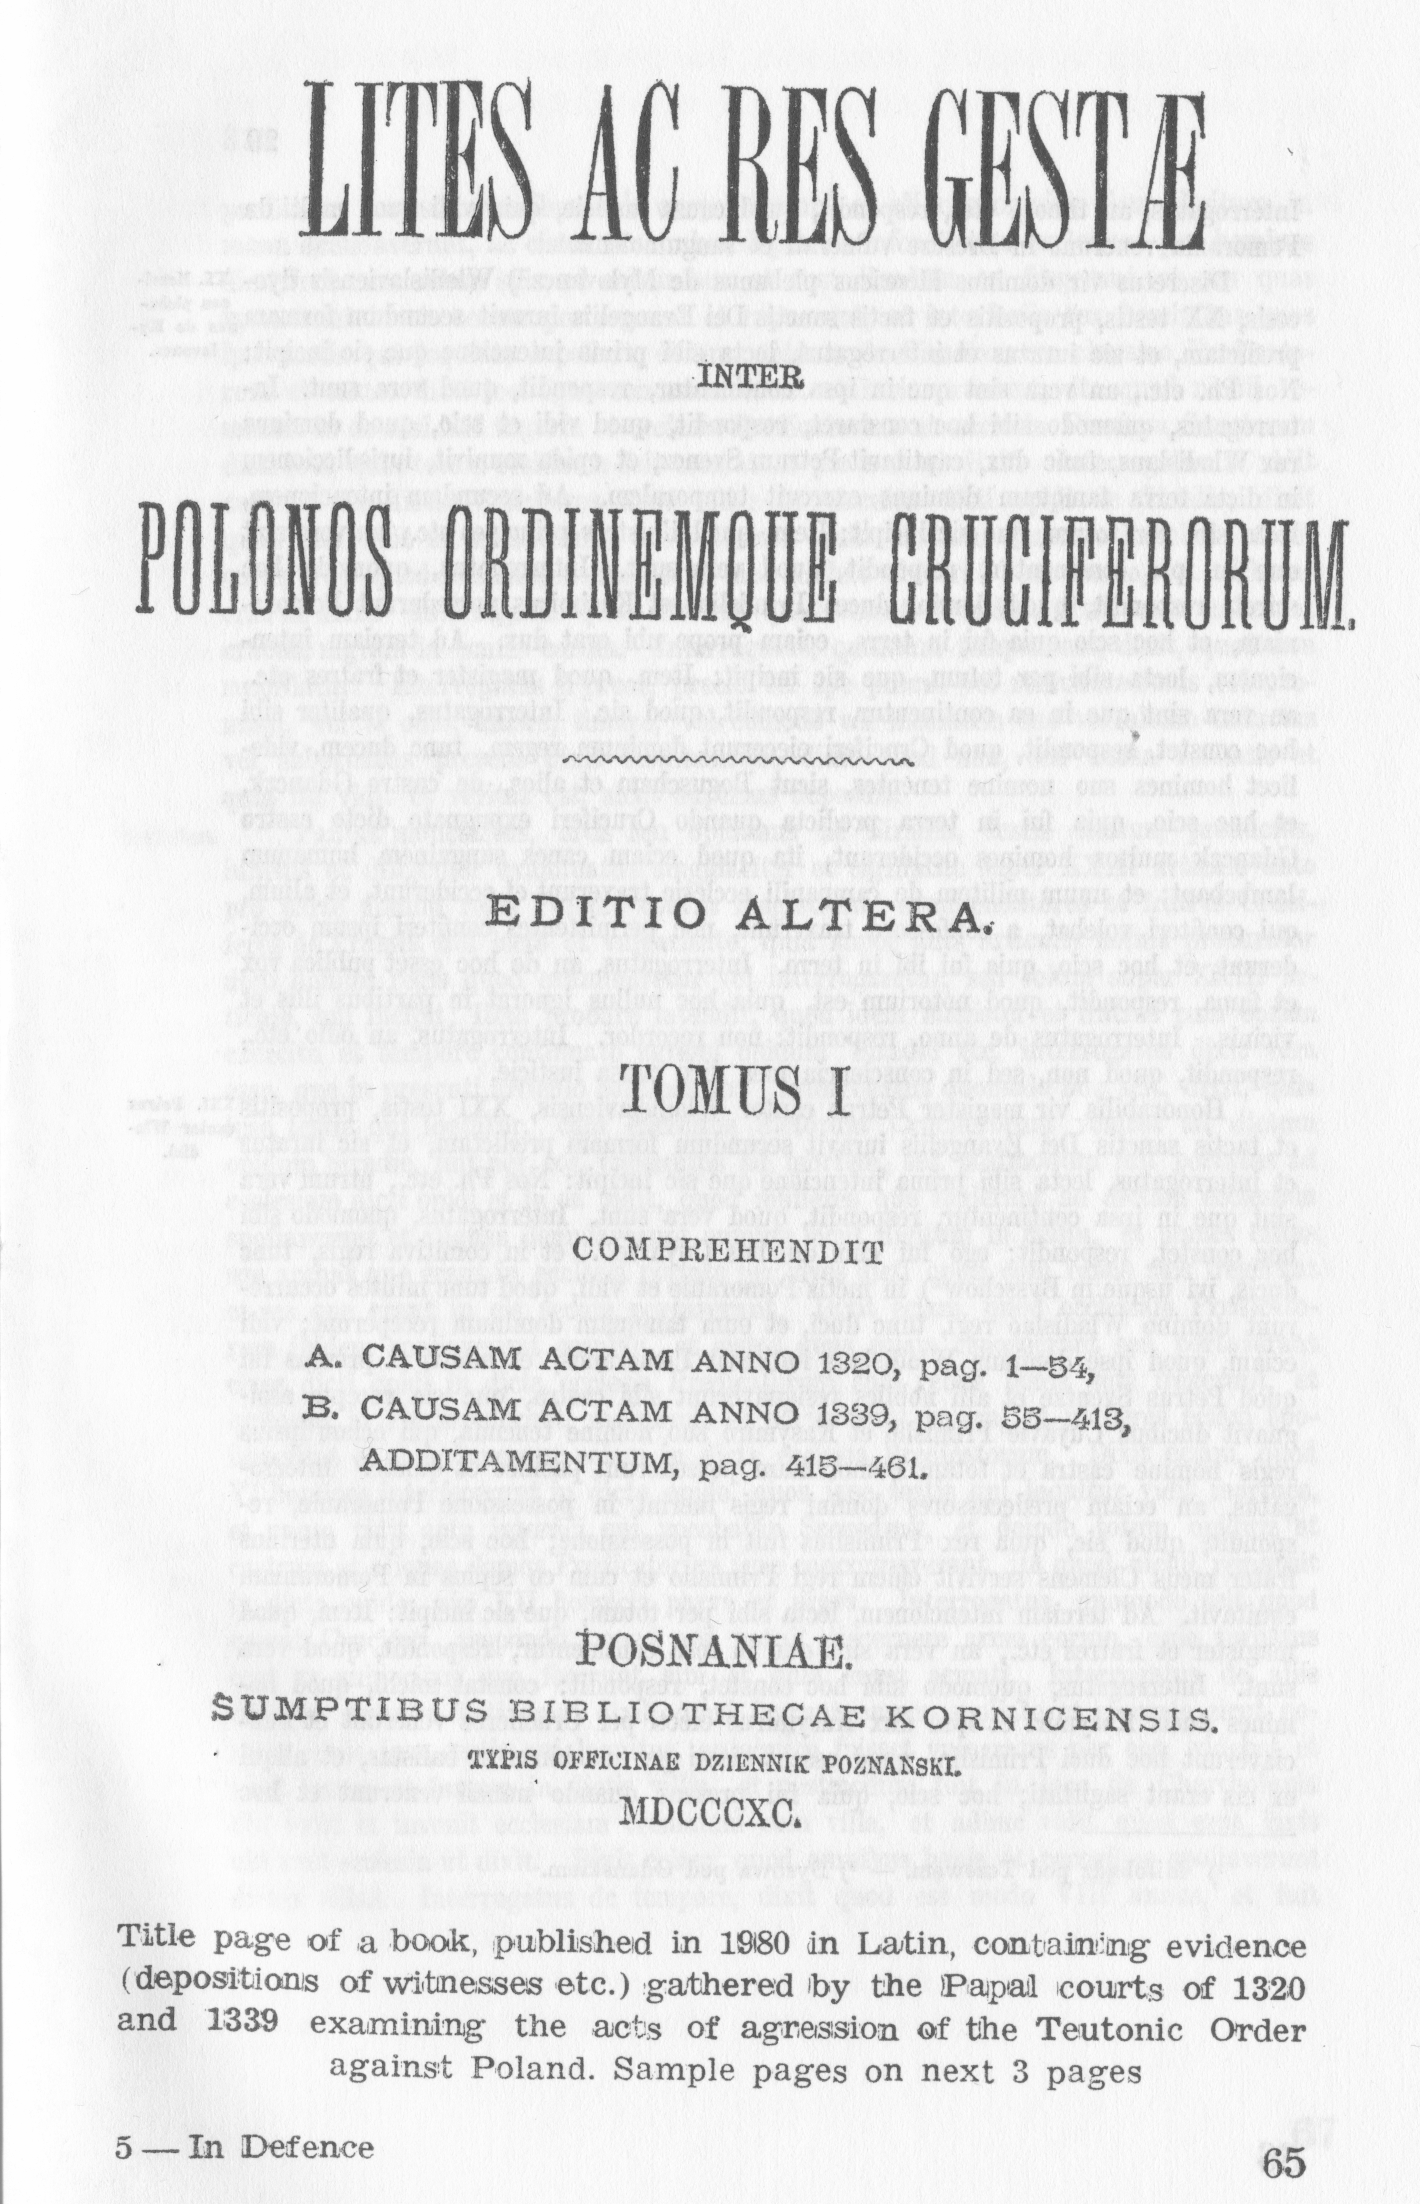 LITES AC RES GESTÆ
INTER
POLONOS ORDINEMQUE CRUCIFERORUM.
EDITIO ALTERA.
TOMUS I
COMPREHENDIT
A. CAUSAM ACTAM ANNO 1320, pag. 1—54,
B. CAUSAM ACTAM ANNO 1339, pag. 55—413,
ADDITAMENTUM, pag. 415—461.
POSNANIAE.
SUMPTIBUS BIBLIOTHECAE KORNICENSIS.
TYPIS OFFICINAE DZIENNIK POZNANSKI.
MDCCCXC.
Title page of a book, published in 1980 in Latin, containing evidence
(depositions of witnesses etc.) gathered by the Papal courts of 1320
and 1339 examining the acts of agression of the Teutonic Order
against Poland. Sample pages on next 3 pages
5 — In Defence
65